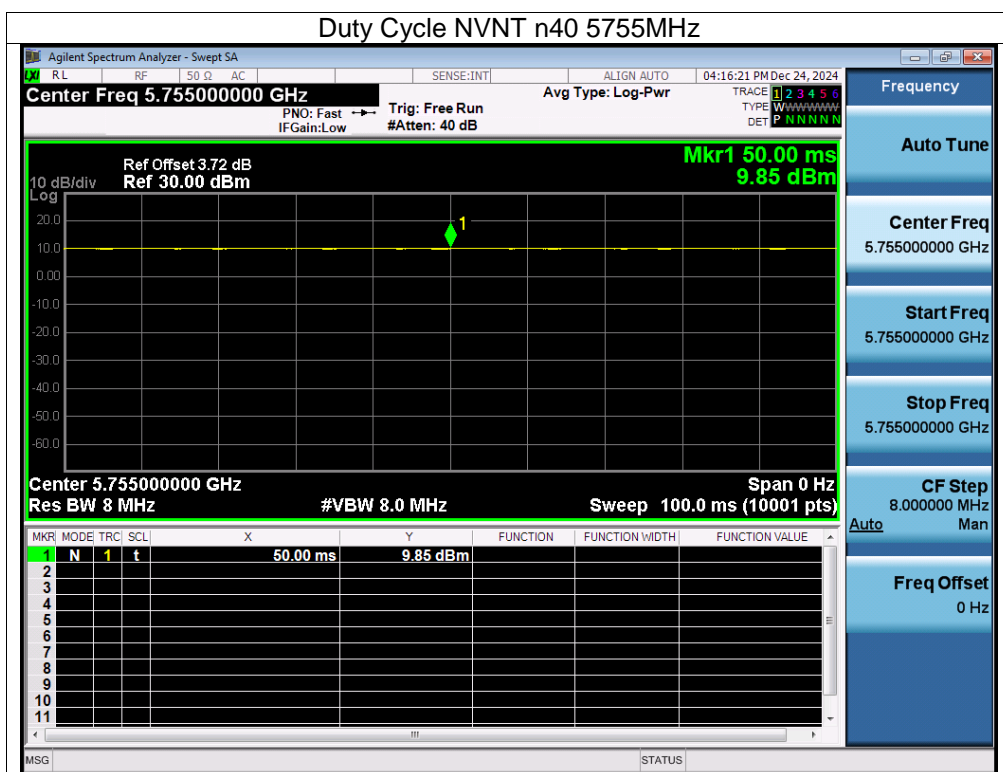 Duty Cycle NVNT n40 5755MHz
Agilent Spectrum Analyzer - Swept SA
LXI RL RF 50 Ω AC SENSE:INT ALIGN AUTO 04:16:21 PM Dec 24, 2024
Center Freq 5.755000000 GHz
PNO: Fast
IFGain:Low
Trig: Free Run
#Atten: 40 dB
Avg Type: Log-Pwr
TRACE 1 2 3 4 5 6
TYPE WWWWWW
DET P N N N N N
Mkr1 50.00 ms
9.85 dBm
Ref Offset 3.72 dB
10 dB/div Ref 30.00 dBm
Log
20.0
1
10.0
0.00
-10.0
-20.0
-30.0
-40.0
-50.0
-60.0
Center 5.755000000 GHz Span 0 Hz
Res BW 8 MHz #VBW 8.0 MHz Sweep 100.0 ms (10001 pts)
MKR MODE TRC SCL X Y FUNCTION FUNCTION WIDTH FUNCTION VALUE
1 N 1 t 50.00 ms 9.85 dBm
2
3
4
5
6
7
8
9
10
11
MSG STATUS
Frequency
Auto Tune
Center Freq
5.755000000 GHz
Start Freq
5.755000000 GHz
Stop Freq
5.755000000 GHz
CF Step
8.000000 MHz
Auto Man
Freq Offset
0 Hz